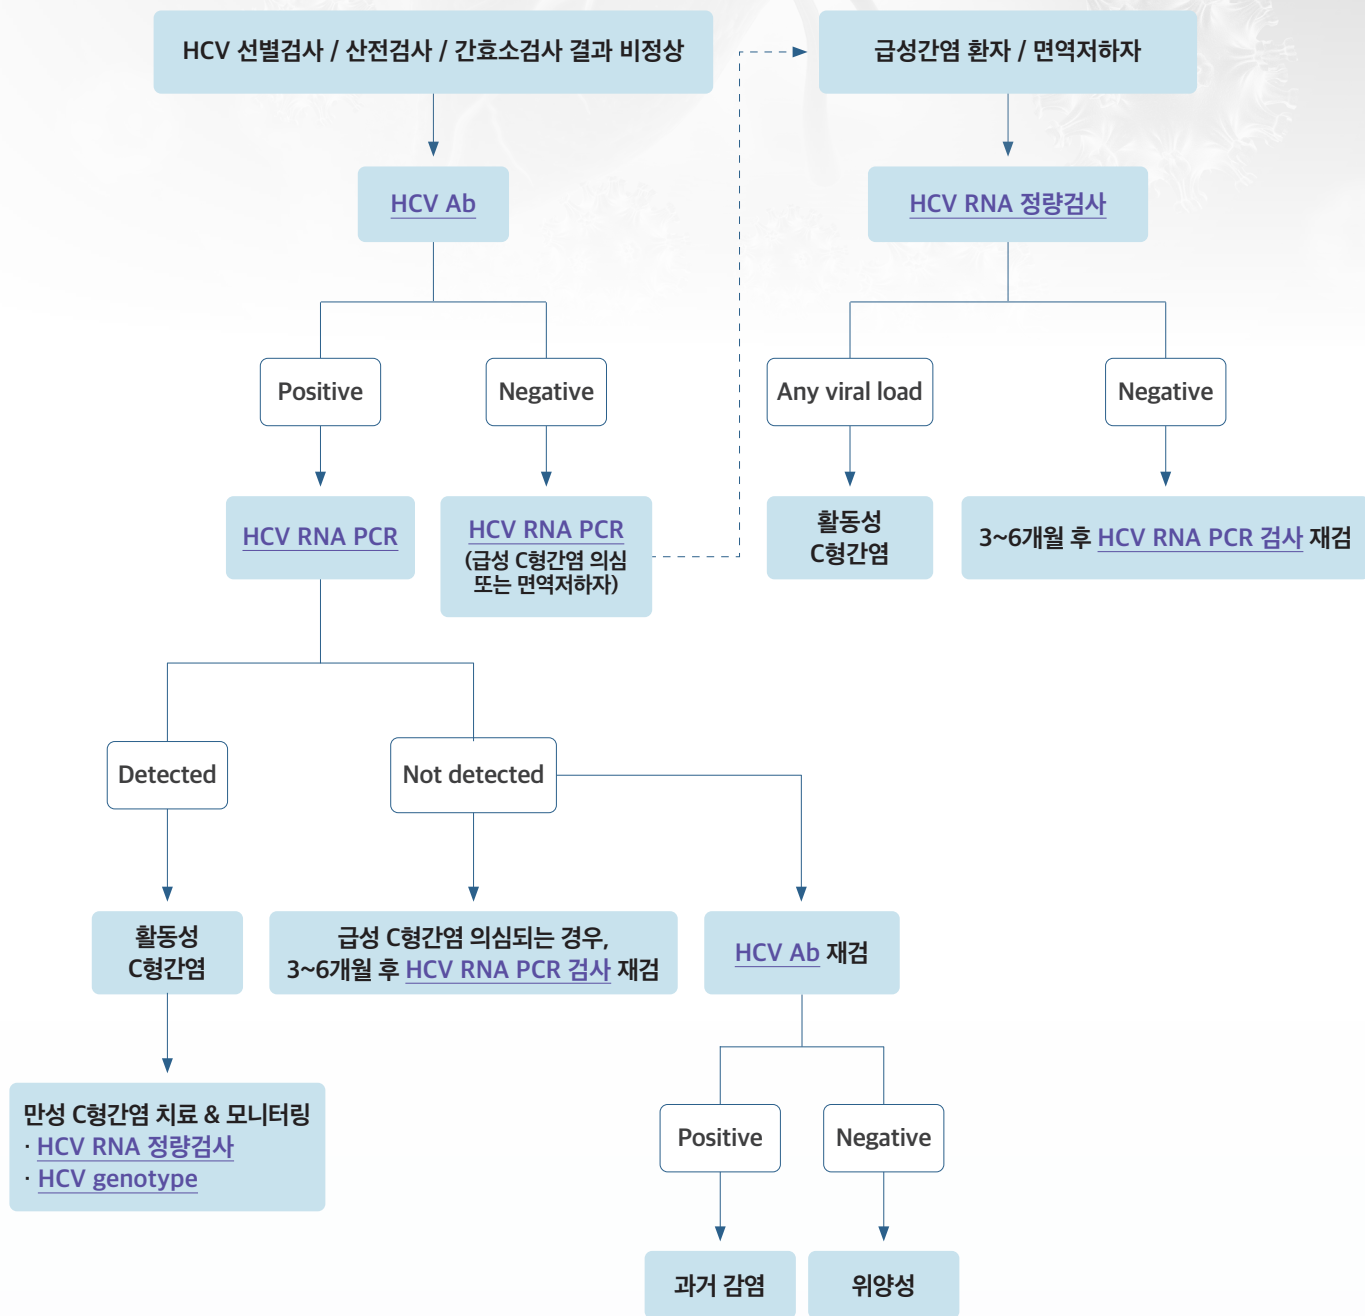 HCV 선별검사 / 산전검사 / 간효소검사 결과 비정상
급성간염 환자 / 면역저하자
HCV Ab
HCV RNA 정량검사
Positive
Negative
Any viral load
Negative
HCV RNA PCR
HCV RNA PCR
(급성 C형간염 의심
또는 면역저하자)
활동성
C형간염
3~6개월 후 HCV RNA PCR 검사 재검
Detected
Not detected
활동성
C형간염
급성 C형간염 의심되는 경우,
3~6개월 후 HCV RNA PCR 검사 재검
HCV Ab 재검
만성 C형간염 치료 & 모니터링
· HCV RNA 정량검사
· HCV genotype
Positive
Negative
과거 감염
위양성